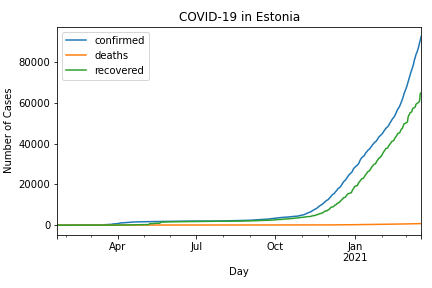 COVID-19 in Estonia
confirmed
deaths
recovered
Number of Cases
80000
60000
40000
20000
0
Apr
Jul
Oct
Jan
2021
Day